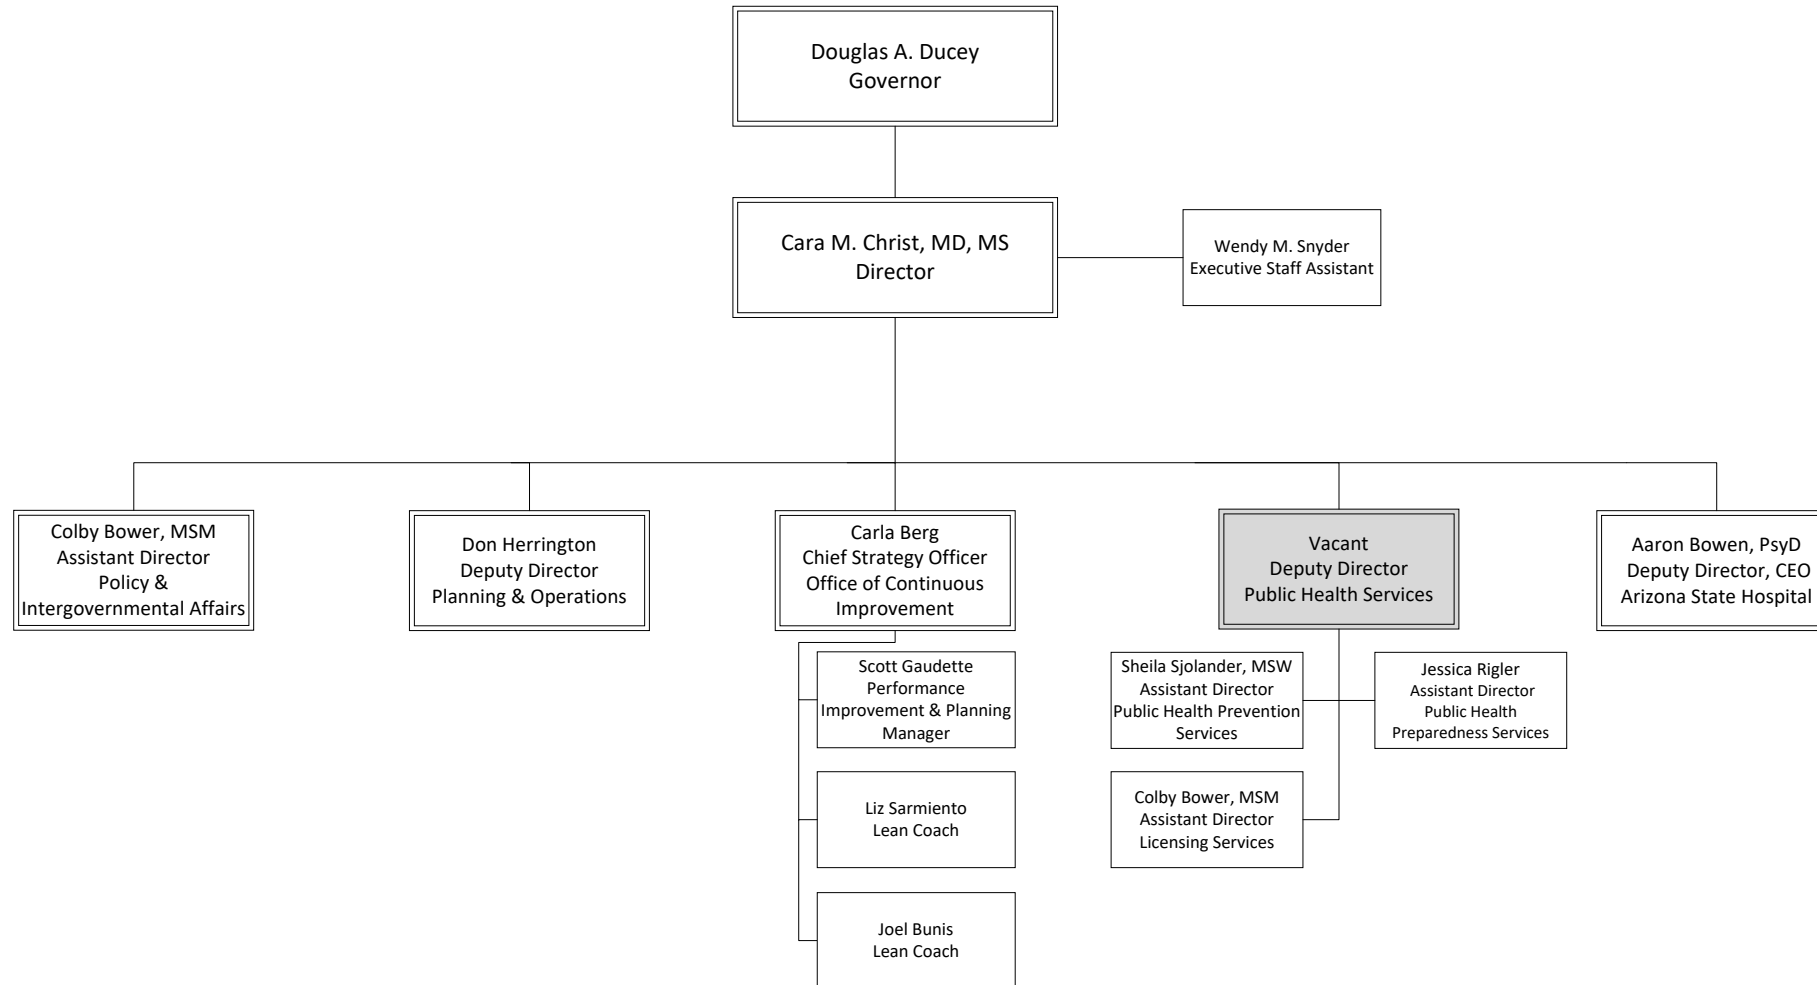 Douglas A. Ducey
Governor
Cara M. Christ, MD, MS
Director
Wendy M. Snyder
Executive Staff Assistant
Colby Bower, MSM
Assistant Director
Policy &
Intergovernmental Affairs
Don Herrington
Deputy Director
Planning & Operations
Carla Berg
Chief Strategy Officer
Office of Continuous
Improvement
Vacant
Deputy Director
Public Health Services
Aaron Bowen, PsyD
Deputy Director, CEO
Arizona State Hospital
Scott Gaudette
Performance
Improvement & Planning
Manager
Liz Sarmiento
Lean Coach
Joel Bunis
Lean Coach
Sheila Sjolander, MSW
Assistant Director
Public Health Prevention
Services
Jessica Rigler
Assistant Director
Public Health
Preparedness Services
Colby Bower, MSM
Assistant Director
Licensing Services